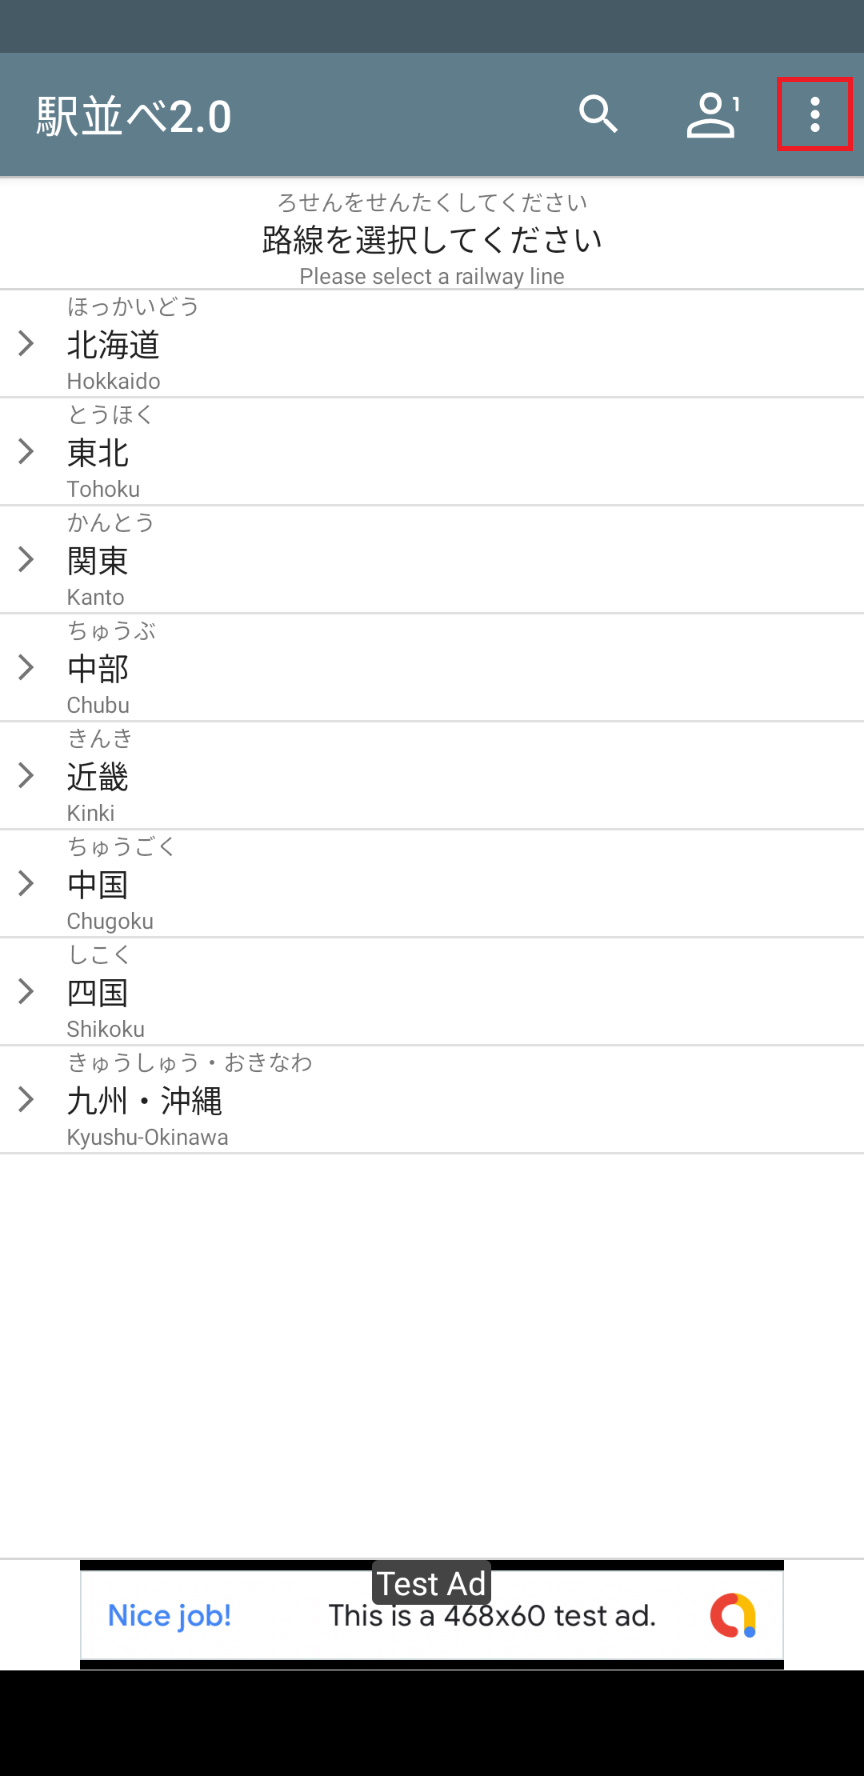 駅並べ2.0
1
ろせんをせんたくしてください
路線を選択してください
Please select a railway line
ほっかいどう
北海道
Hokkaido
とうほく
東北
Tohoku
かんとう
関東
Kanto
ちゅうぶ
中部
Chubu
きんき
近畿
Kinki
ちゅうごく
中国
Chugoku
しこく
四国
Shikoku
きゅうしゅう・おきなわ
九州・沖縄
Kyushu-Okinawa
Test Ad
Nice job! This is a 468x60 test ad.